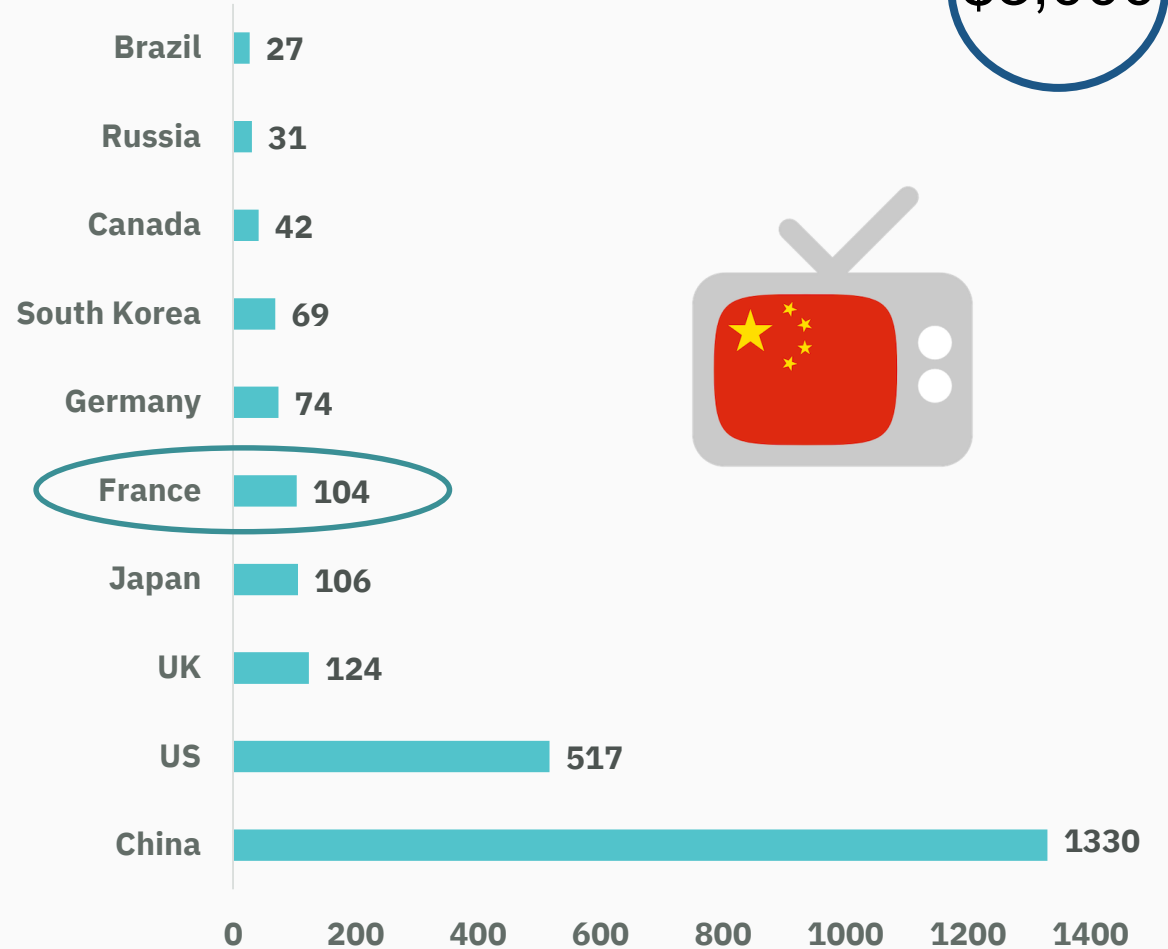 Brazil 27
Russia 31
Canada 42
South Korea 69
Germany 74
France 104
Japan 106
UK 124
US 517
China 1330
0 200 400 600 800 1000 1200 1400